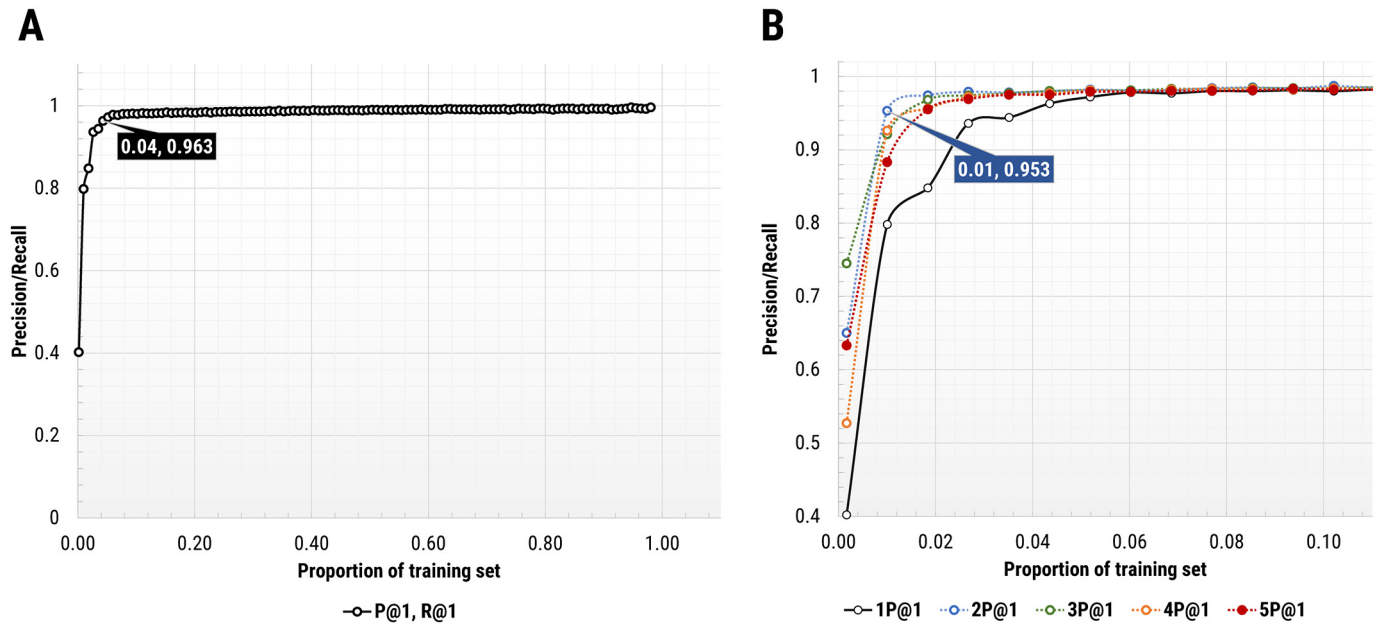 A
1
0.8
0.6
0.4
0.2
0
0.00 0.20 0.40 0.60 0.80 1.00
Precision/Recall
Proportion of training set
0.04, 0.963
P@1, R@1
B
1
0.9
0.8
0.7
0.6
0.5
0.4
0.00 0.02 0.04 0.06 0.08 0.10
Precision/Recall
Proportion of training set
0.01, 0.953
1P@1 2P@1 3P@1 4P@1 5P@1